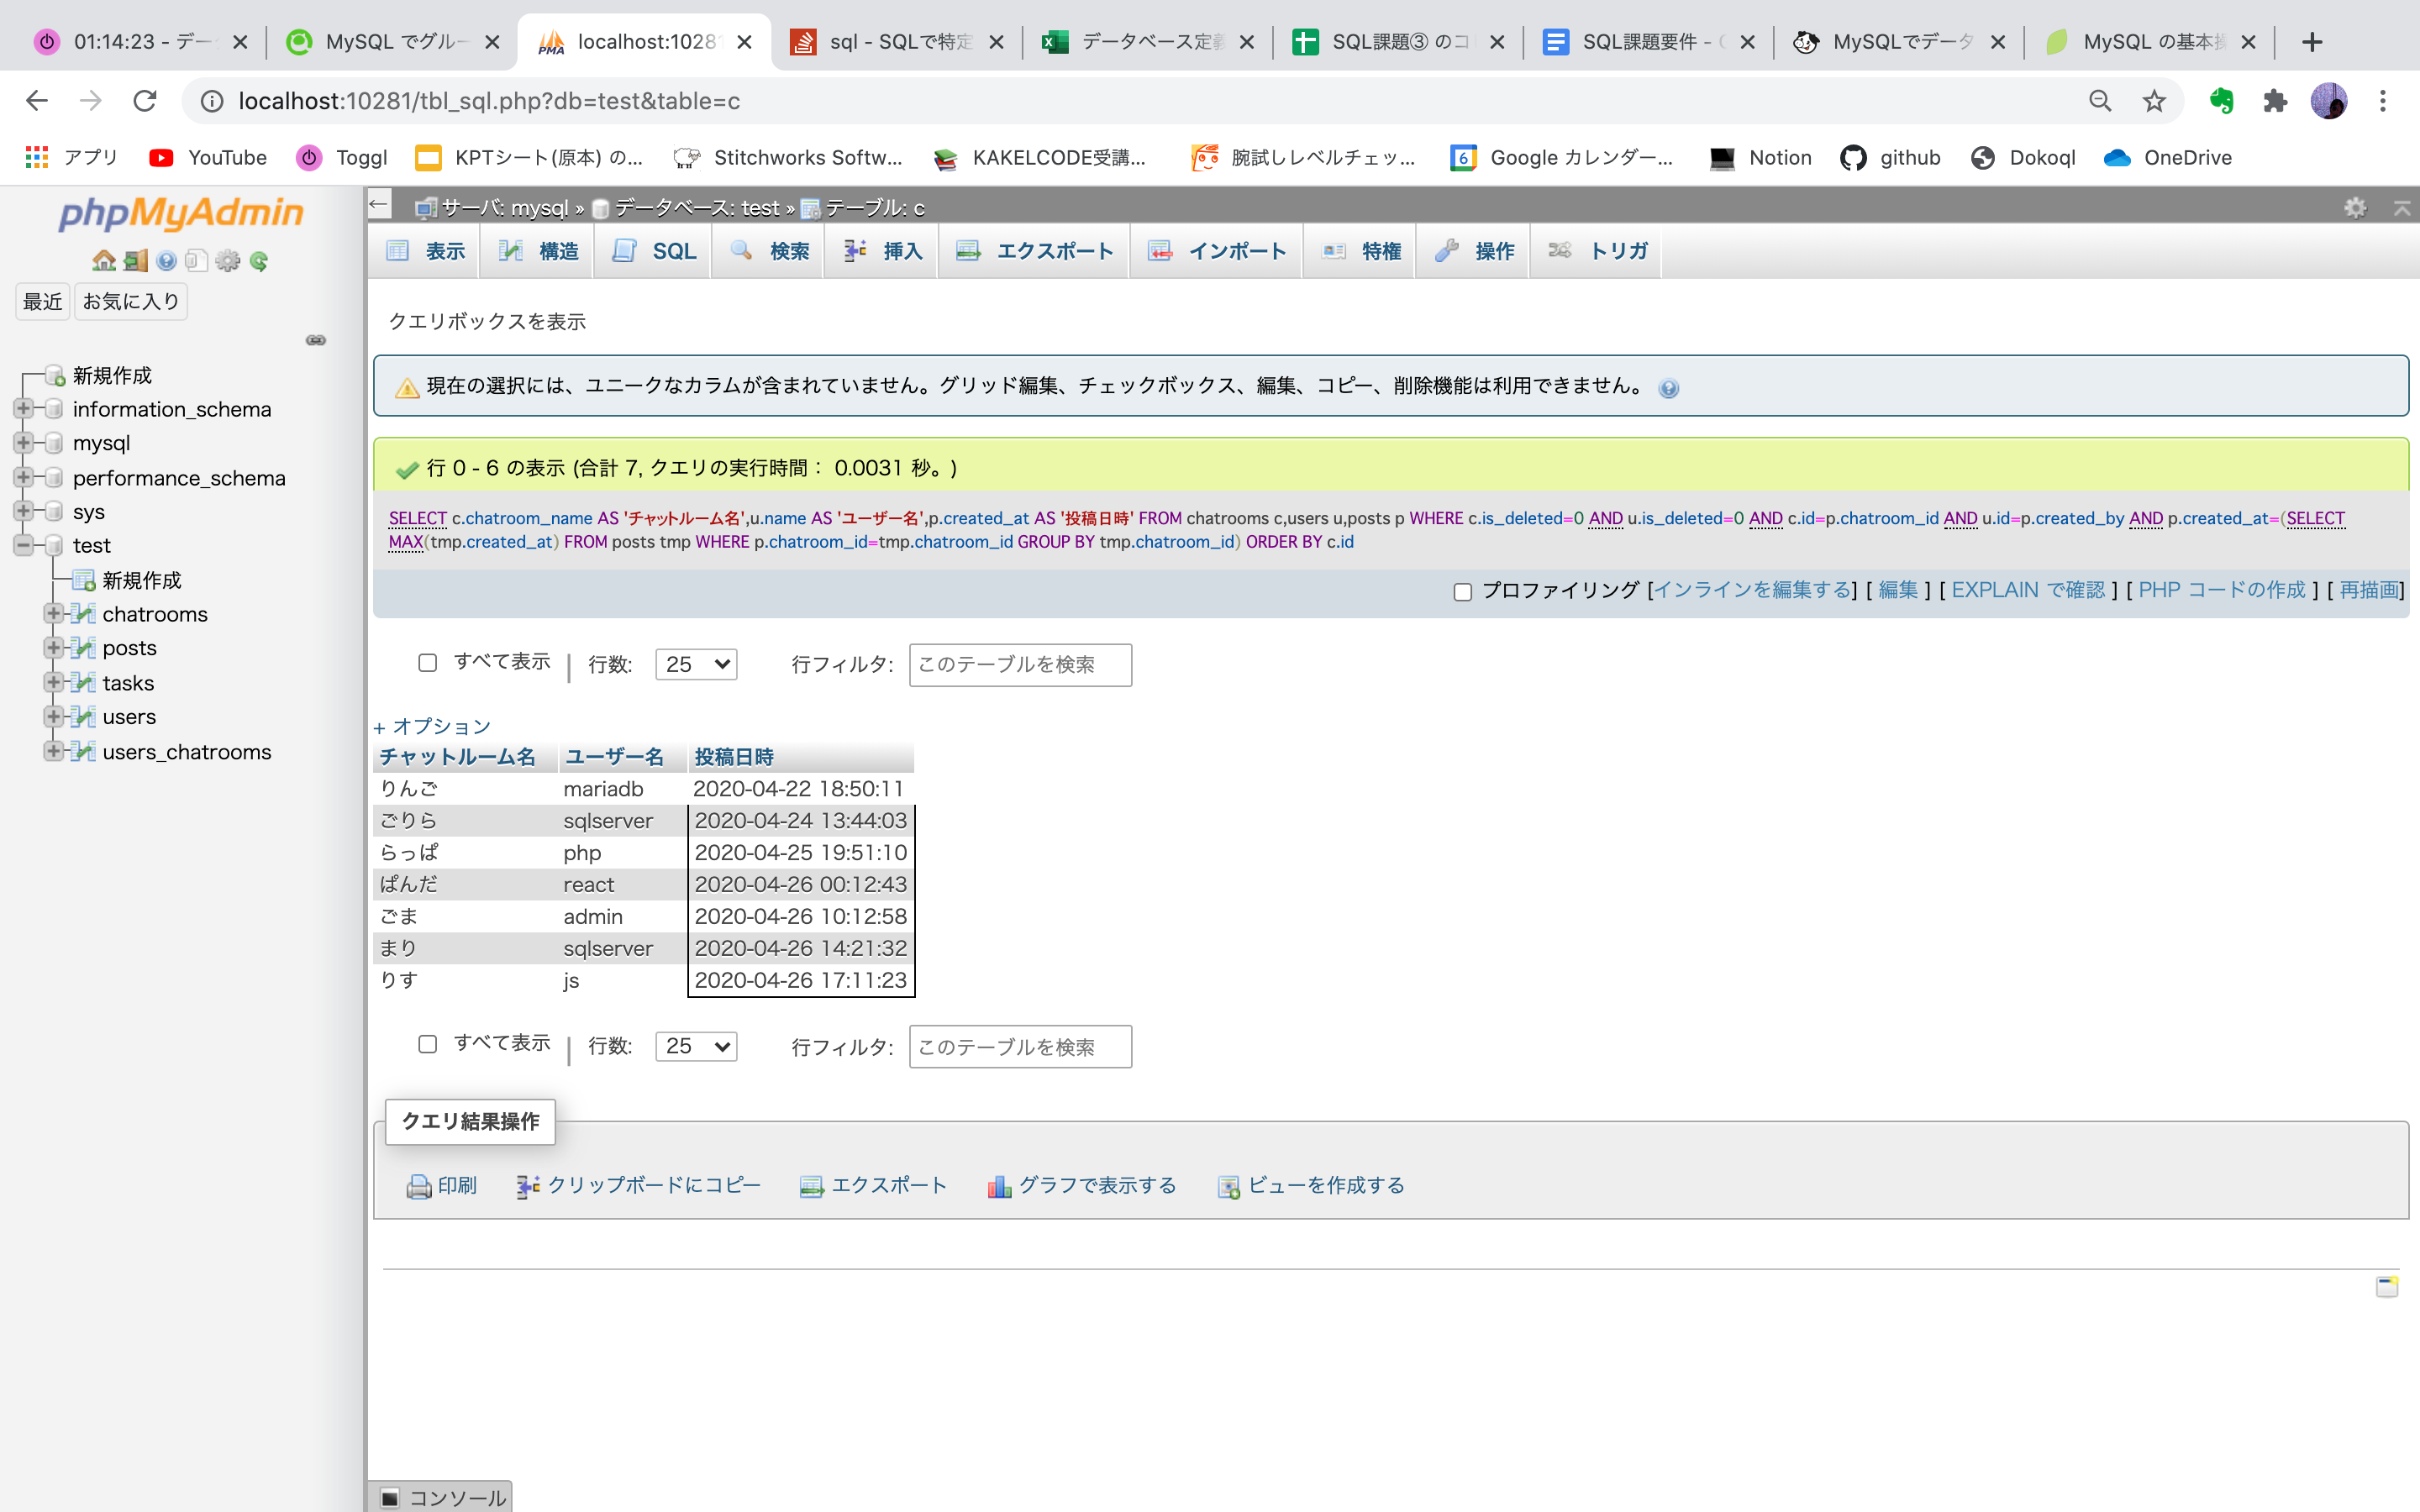 01:14:23 - デー
MySQL でグルー
localhost:10281
sql - SQLで特定
データベース定義
SQL課題③ のコ
SQL課題要件 - G
MySQLでデータ
MySQL の基本操
localhost:10281/tbl_sql.php?db=test&table=c
アプリ
YouTube
Toggl
KPTシート(原本) の...
Stitchworks Softw...
KAKELCODE受講...
腕試しレベルチェッ...
6
Google カレンダー...
Notion
github
Dokoql
OneDrive
phpMyAdmin
最近
お気に入り
新規作成
information_schema
mysql
performance_schema
sys
test
新規作成
chatrooms
posts
tasks
users
users_chatrooms
サーバ: mysql » データベース: test » テーブル: c
表示
構造
SQL
検索
挿入
エクスポート
インポート
特権
操作
トリガ
クエリボックスを表示
現在の選択には、ユニークなカラムが含まれていません。グリッド編集、チェックボックス、編集、コピー、削除機能は利用できません。
行 0 - 6 の表示 (合計 7, クエリの実行時間： 0.0031 秒。)
SELECT c.chatroom_name AS 'チャットルーム名',u.name AS 'ユーザー名',p.created_at AS '投稿日時' FROM chatrooms c,users u,posts p WHERE c.is_deleted=0 AND u.is_deleted=0 AND c.id=p.chatroom_id AND u.id=p.created_by AND p.created_at=(SELECT
MAX(tmp.created_at) FROM posts tmp WHERE p.chatroom_id=tmp.chatroom_id GROUP BY tmp.chatroom_id) ORDER BY c.id
プロファイリング [インラインを編集する] [ 編集 ] [ EXPLAIN で確認 ] [ PHP コードの作成 ] [ 再描画]
すべて表示 | 行数: 25 行フィルタ: このテーブルを検索
+ オプション
チャットルーム名 ユーザー名 投稿日時
りんご mariadb 2020-04-22 18:50:11
ごりら sqlserver 2020-04-24 13:44:03
らっぱ php 2020-04-25 19:51:10
ぱんだ react 2020-04-26 00:12:43
ごま admin 2020-04-26 10:12:58
まり sqlserver 2020-04-26 14:21:32
りす js 2020-04-26 17:11:23
すべて表示 | 行数: 25 行フィルタ: このテーブルを検索
クエリ結果操作
印刷
クリップボードにコピー
エクスポート
グラフで表示する
ビューを作成する
コンソール